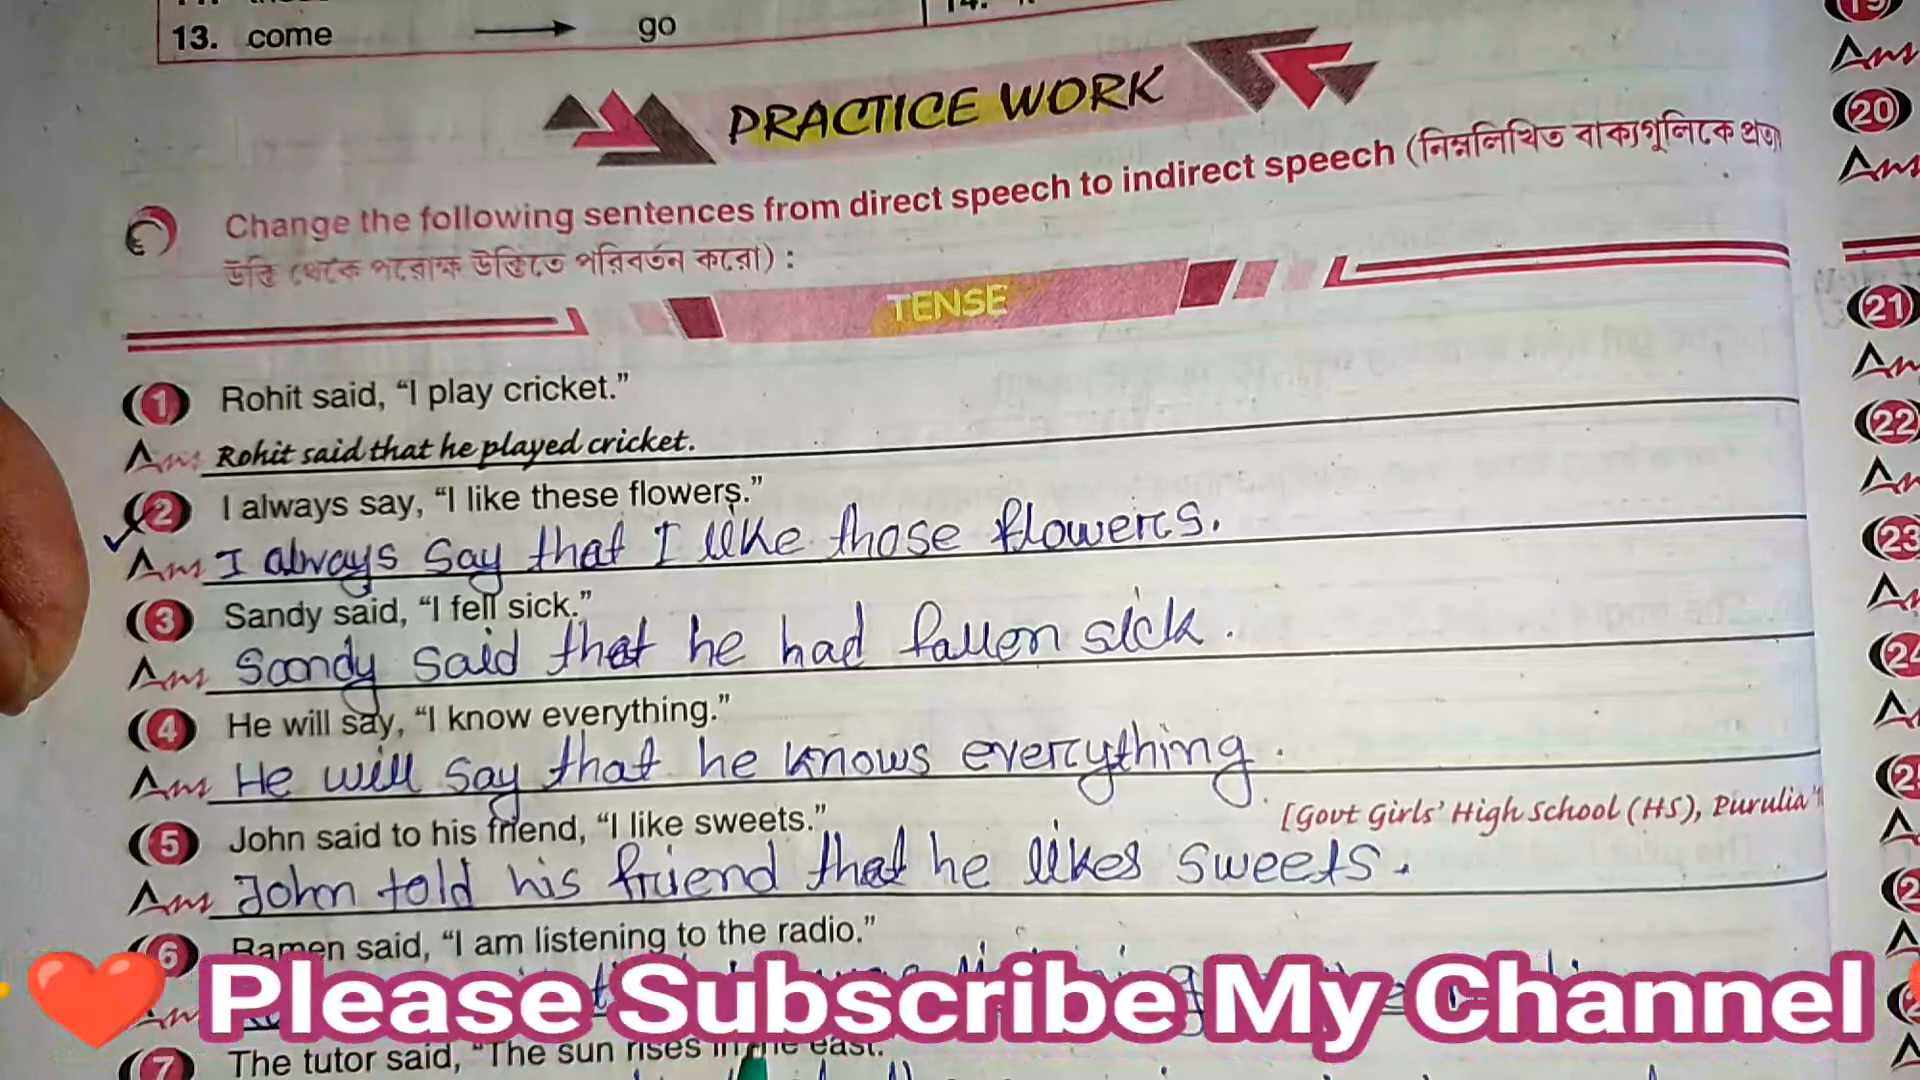 13. come → go
14.
PRACTICE WORK
Change the following sentences from direct speech to indirect speech (নিম্নলিখিত বাক্যগুলিকে
উক্তি থেকে পরোক্ষ উক্তিতে পরিবর্তন করো) :
TENSE
1 Rohit said, “I play cricket.”
Ans Rohit said that he played cricket.
2 I always say, “I like these flowers.”
Ans I always say that I like those flowers.
3 Sandy said, “I fell sick.”
Ans Sandy said that he had fallen sick.
4 He will say, “I know everything.”
Ans He will say that he knows everything.
5 John said to his friend, “I like sweets.”
[Govt Girls’ High School (HS), Purulia
Ans John told his friend that he likes sweets.
6 Ramen said, “I am listening to the radio.”
Please Subscribe My Channel
7 The tutor said, “The sun rises in the east.
19
Ans
20
Ans
21
22
23